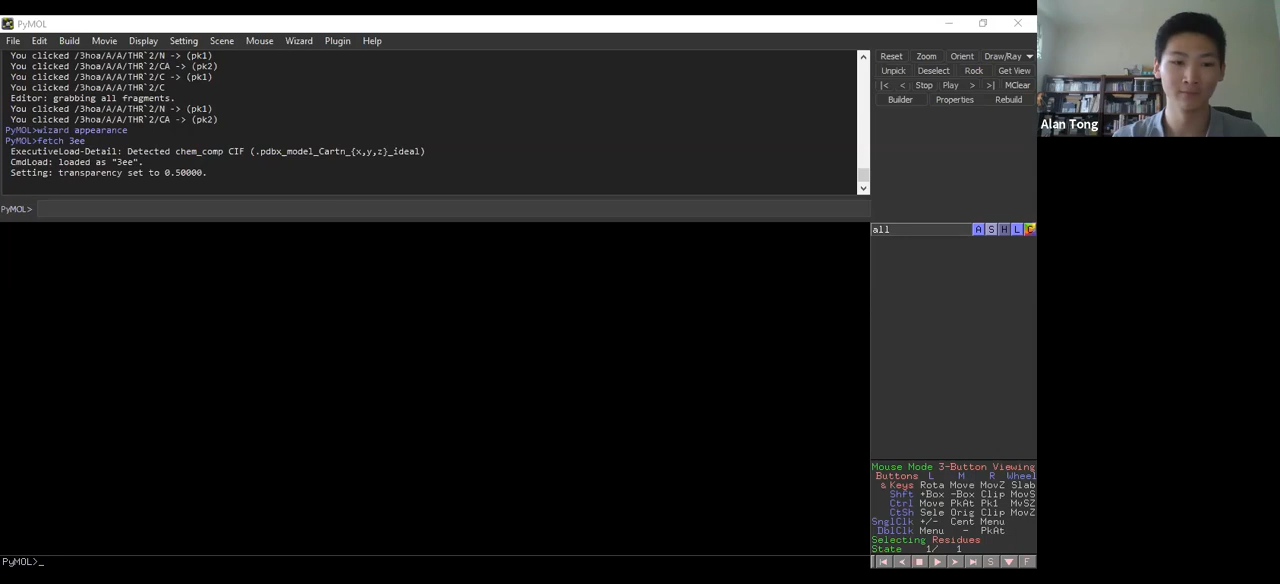 PyMOL
File Edit Build Movie Display Setting Scene Mouse Wizard Plugin Help
You clicked /3hoa/A/A/THR`2/N -> (pk1)
You clicked /3hoa/A/A/THR`2/CA -> (pk2)
You clicked /3hoa/A/A/THR`2/C -> (pk1)
You clicked /3hoa/A/A/THR`2/C
Editor: grabbing all fragments.
You clicked /3hoa/A/A/THR`2/N -> (pk1)
You clicked /3hoa/A/A/THR`2/CA -> (pk2)
PyMOL>wizard appearance
PyMOL>fetch 3ee
ExecutiveLoad-Detail: Detected chem_comp CIF (.pdbx_model_Cartn_{x,y,z}_ideal)
CmdLoad: loaded as "3ee".
Setting: transparency set to 0.50000.
PyMOL>
Reset Zoom Orient Draw/Ray
Unpick Deselect Rock Get View
|< < Stop Play > >| MClear
Builder Properties Rebuild
all A S H L C
Mouse Mode 3-Button Viewing
Buttons L M R Wheel
& Keys Rota Move MovZ Slab
Shft +Box -Box Clip MovS
Ctrl Move PkAt Pk1 MvSZ
CtSh Sele Orig Clip MovZ
SnglClk +/- Cent Menu
DblClk Menu - PkAt
Selecting Residues
State 1/ 1
S F
PyMOL>_
Alan Tong